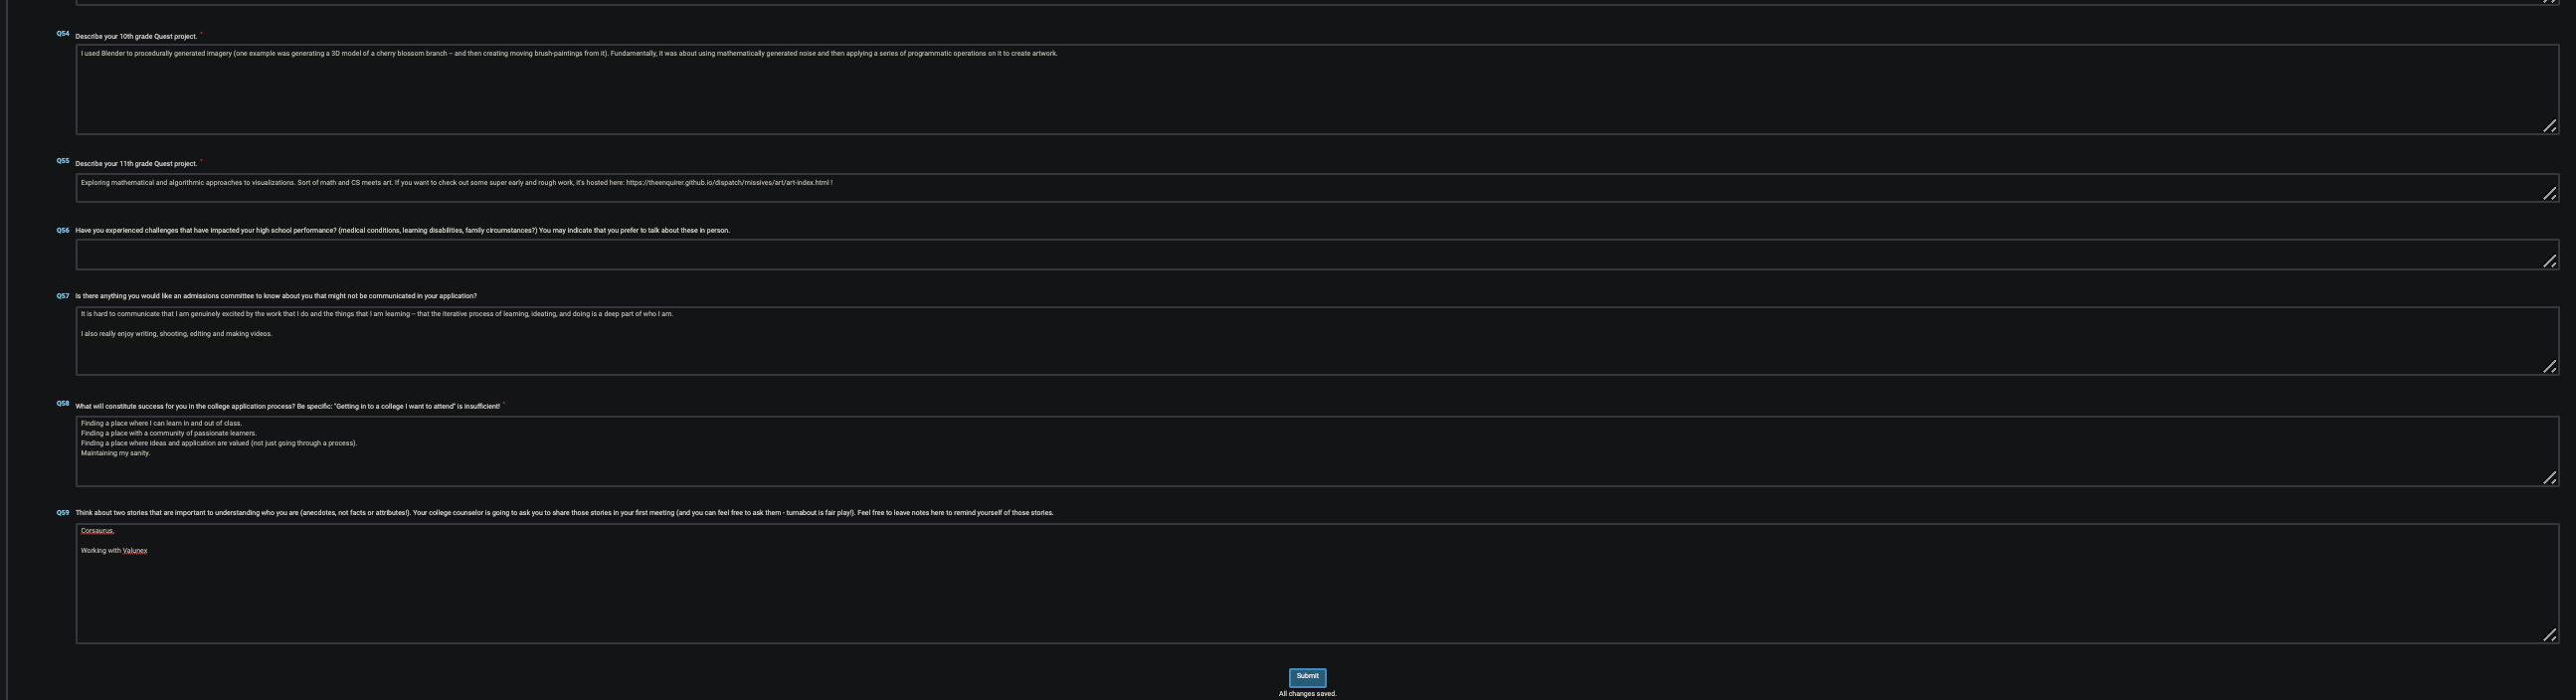 Q54 Describe your 10th grade Quest project. *
I used Blender to procedurally generated imagery (one example was generating a 3D model of a cherry blossom branch – and then creating moving brush-paintings from it). Fundamentally, it was about using mathematically generated noise and then applying a series of programmatic operations on it to create artwork.
Q55 Describe your 11th grade Quest project. *
Exploring mathematical and algorithmic approaches to visualizations. Sort of math and CS meets art. If you want to check out some super early and rough work, it's hosted here: https://theenquirer.github.io/dispatch/missives/art/art-index.html !
Q56 Have you experienced challenges that have impacted your high school performance? (medical conditions, learning disabilities, family circumstances?) You may indicate that you prefer to talk about these in person.
Q57 Is there anything you would like an admissions committee to know about you that might not be communicated in your application?
It is hard to communicate that I am genuinely excited by the work that I do and the things that I am learning – that the iterative process of learning, ideating, and doing is a deep part of who I am.
I also really enjoy writing, shooting, editing and making videos.
Q58 What will constitute success for you in the college application process? Be specific: "Getting in to a college I want to attend" is insufficient! *
Finding a place where I can learn in and out of class.
Finding a place with a community of passionate learners.
Finding a place where ideas and application are valued (not just going through a process).
Maintaining my sanity.
Q59 Think about two stories that are important to understanding who you are (anecdotes, not facts or attributes!). Your college counselor is going to ask you to share those stories in your first meeting (and you can feel free to ask them - turnabout is fair play!). Feel free to leave notes here to remind yourself of those stories.
Corsaurus,
Working with Valunex
Submit
All changes saved.